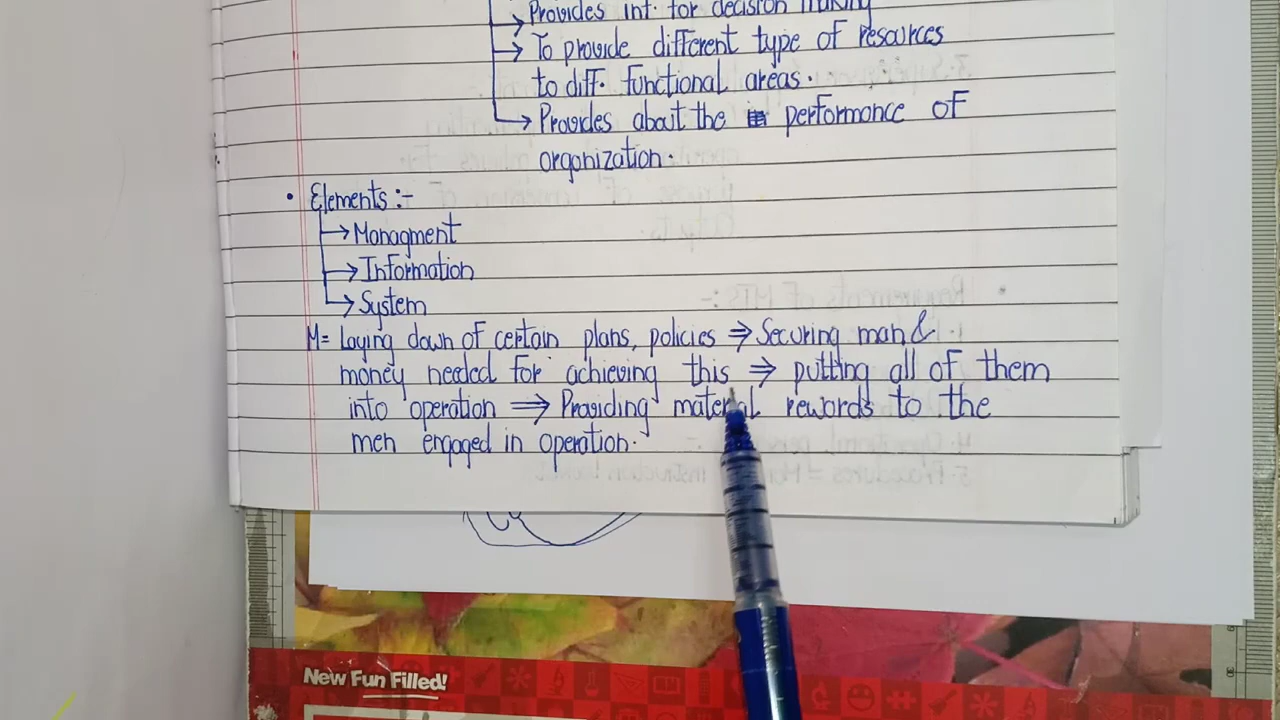 Provides inf. for decision making
→ To provide different type of resources
to diff. functional areas.
→ Provides about the performance of
organization.
• Elements :-
→ Managment
→ Information
→ System
M = Laying down of certain plans, policies ⇒ Securing man &
money needed for achieving this ⇒ putting all of them
into operation ⇒ Providing material rewards to the
men engaged in operation.
New Fun Filled!